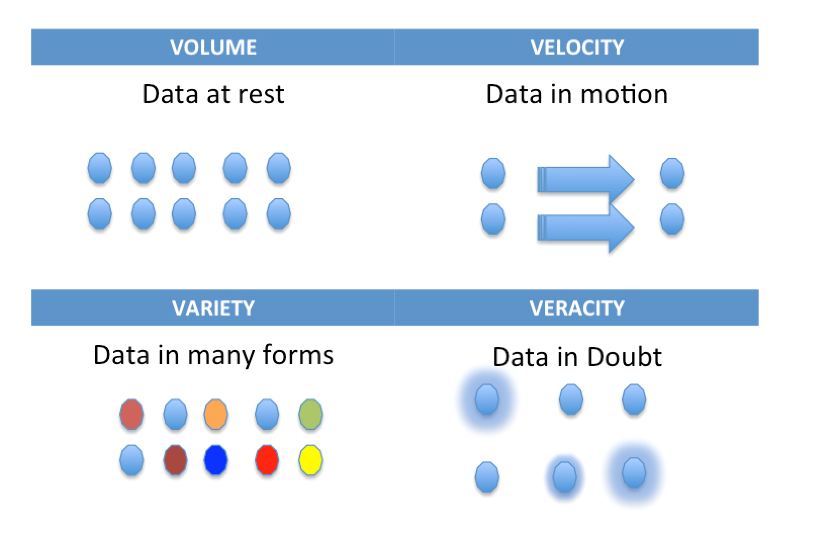 VOLUME
VELOCITY
Data at rest
Data in motion
VARIETY
VERACITY
Data in many forms
Data in Doubt